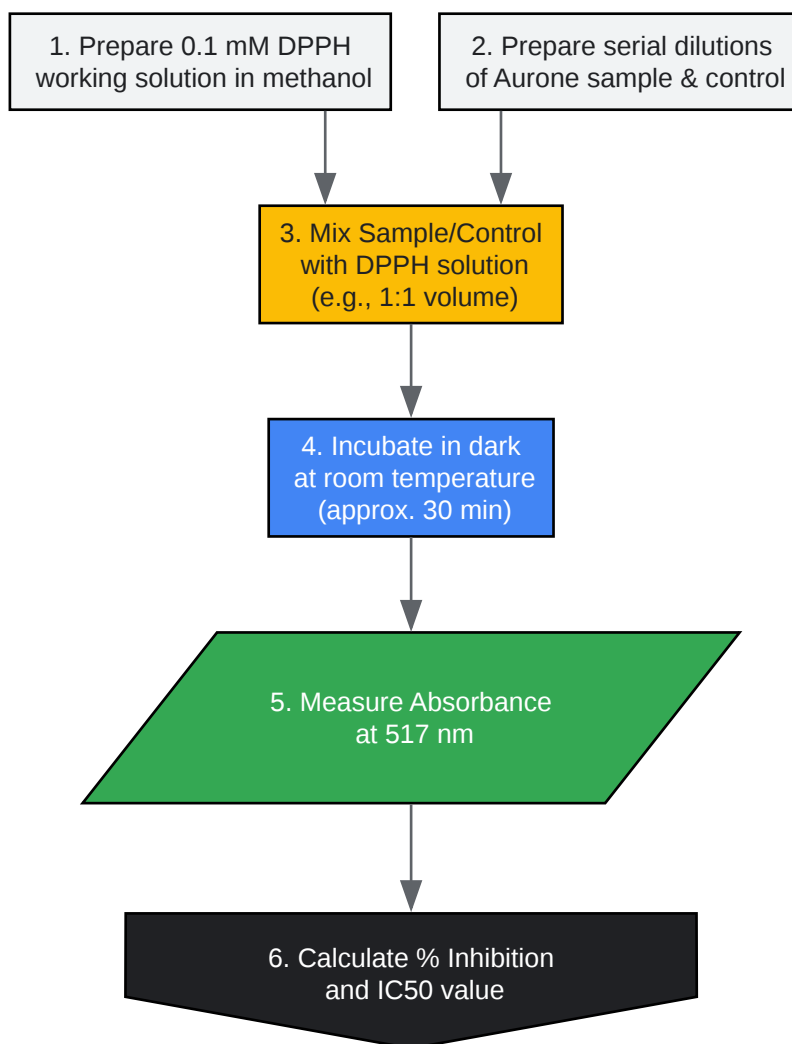 1. Prepare 0.1 mM DPPH
working solution in methanol
2. Prepare serial dilutions
of Aurone sample & control
3. Mix Sample/Control
with DPPH solution
(e.g., 1:1 volume)
4. Incubate in dark
at room temperature
(approx. 30 min)
5. Measure Absorbance
at 517 nm
6. Calculate % Inhibition
and IC50 value